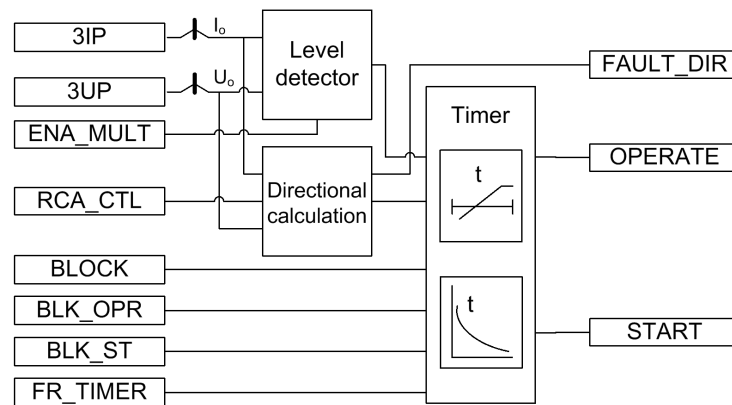 3IP
Io
Level
detector
3UP
Uo
ENA_MULT
FAULT_DIR
Timer
OPERATE
t
RCA_CTL
Directional
calculation
BLOCK
BLK_OPR
t
BLK_ST
START
FR_TIMER